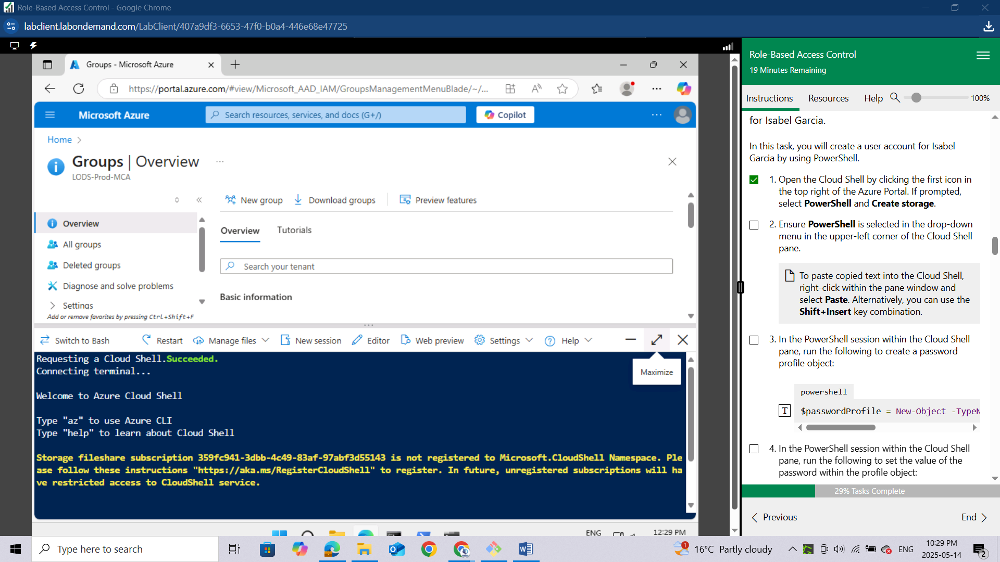 Role-Based Access Control - Google Chrome
labclient.labondemand.com/LabClient/407a9df3-6653-47f0-b0a4-446e68e47725
Groups - Microsoft Azure
https://portal.azure.com/#view/Microsoft_AAD_IAM/GroupsManagementMenuBlade/~/...
Microsoft Azure
Search resources, services, and docs (G+/)
Copilot
Home
Groups | Overview
LODS-Prod-MCA
New group
Download groups
Preview features
Overview
All groups
Deleted groups
Diagnose and solve problems
Settings
Add or remove favorites by pressing Ctrl+Shift+F
Overview
Tutorials
Search your tenant
Basic information
Switch to Bash
Restart
Manage files
New session
Editor
Web preview
Settings
Help
Maximize
Requesting a Cloud Shell.Succeeded.
Connecting terminal...
Welcome to Azure Cloud Shell
Type "az" to use Azure CLI
Type "help" to learn about Cloud Shell
Storage fileshare subscription 359fc941-3dbb-4c49-83af-97abf3d55143 is not registered to Microsoft.CloudShell Namespace. Ple
ase follow these instructions "https://aka.ms/RegisterCloudShell" to register. In future, unregistered subscriptions will ha
ve restricted access to CloudShell service.
ENG
12:29 PM
Role-Based Access Control
19 Minutes Remaining
Instructions
Resources
Help
100%
for Isabel Garcia.
In this task, you will create a user account for Isabel
Garcia by using PowerShell.
1. Open the Cloud Shell by clicking the first icon in
the top right of the Azure Portal. If prompted,
select PowerShell and Create storage.
2. Ensure PowerShell is selected in the drop-down
menu in the upper-left corner of the Cloud Shell
pane.
To paste copied text into the Cloud Shell,
right-click within the pane window and
select Paste. Alternatively, you can use the
Shift+Insert key combination.
3. In the PowerShell session within the Cloud Shell
pane, run the following to create a password
profile object:
powershell
T
$passwordProfile = New-Object -TypeN
4. In the PowerShell session within the Cloud Shell
pane, run the following to set the value of the
password within the profile object:
29% Tasks Complete
Previous
End
Type here to search
1
16°C Partly cloudy
ENG
10:29 PM
2025-05-14
2